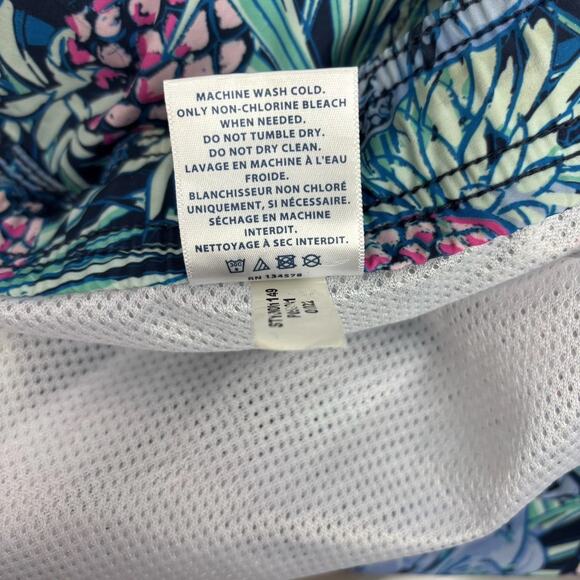 MACHINE WASH COLD.
ONLY NON-CHLORINE BLEACH
WHEN NEEDED.
DO NOT TUMBLE DRY.
DO NOT DRY CLEAN.
LAVAGE EN MACHINE À L'EAU
FROIDE.
BLANCHISSEUR NON CHLORÉ
UNIQUEMENT, SI NÉCESSAIRE.
SÉCHAGE EN MACHINE
INTERDIT.
NETTOYAGE À SEC INTERDIT.
RN 134578